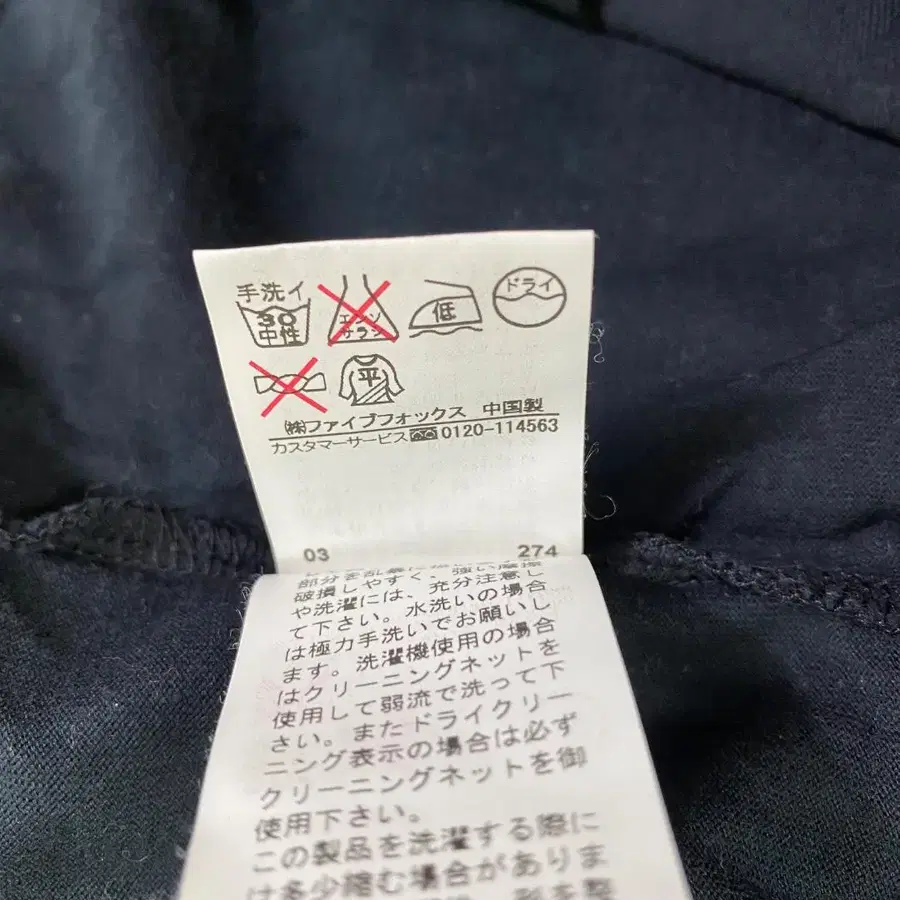 手洗イ
30
中性
エンソ
サラシ
低
ドライ
平
㈱ファイブフォックス 中国製
カスタマーサービス 0120-114563
03 274
破損しやすく、強い摩擦
や洗濯には、充分注意し
て下さい。水洗いの場合
は極力手洗いでお願いし
ます。洗濯機使用の場合
はクリーニングネットを
使用して弱流で洗って下
さい。またドライクリー
ニング表示の場合は必ず
クリーニングネットを御
使用下さい。
この製品を洗濯する際に
は多少縮む場合がありま